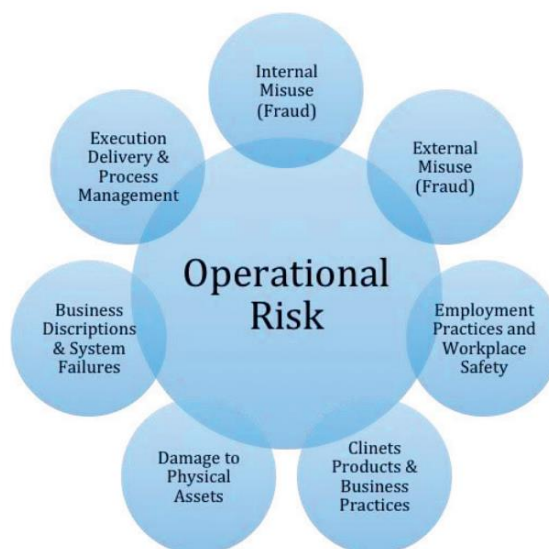 Internal
Misuse
(Fraud)
External
Misuse
(Fraud)
Employment
Practices and
Workplace
Safety
Clinets
Products &
Business
Practices
Damage to
Physical
Assets
Business
Discriptions
& System
Failures
Execution
Delivery &
Process
Management
Operational
Risk